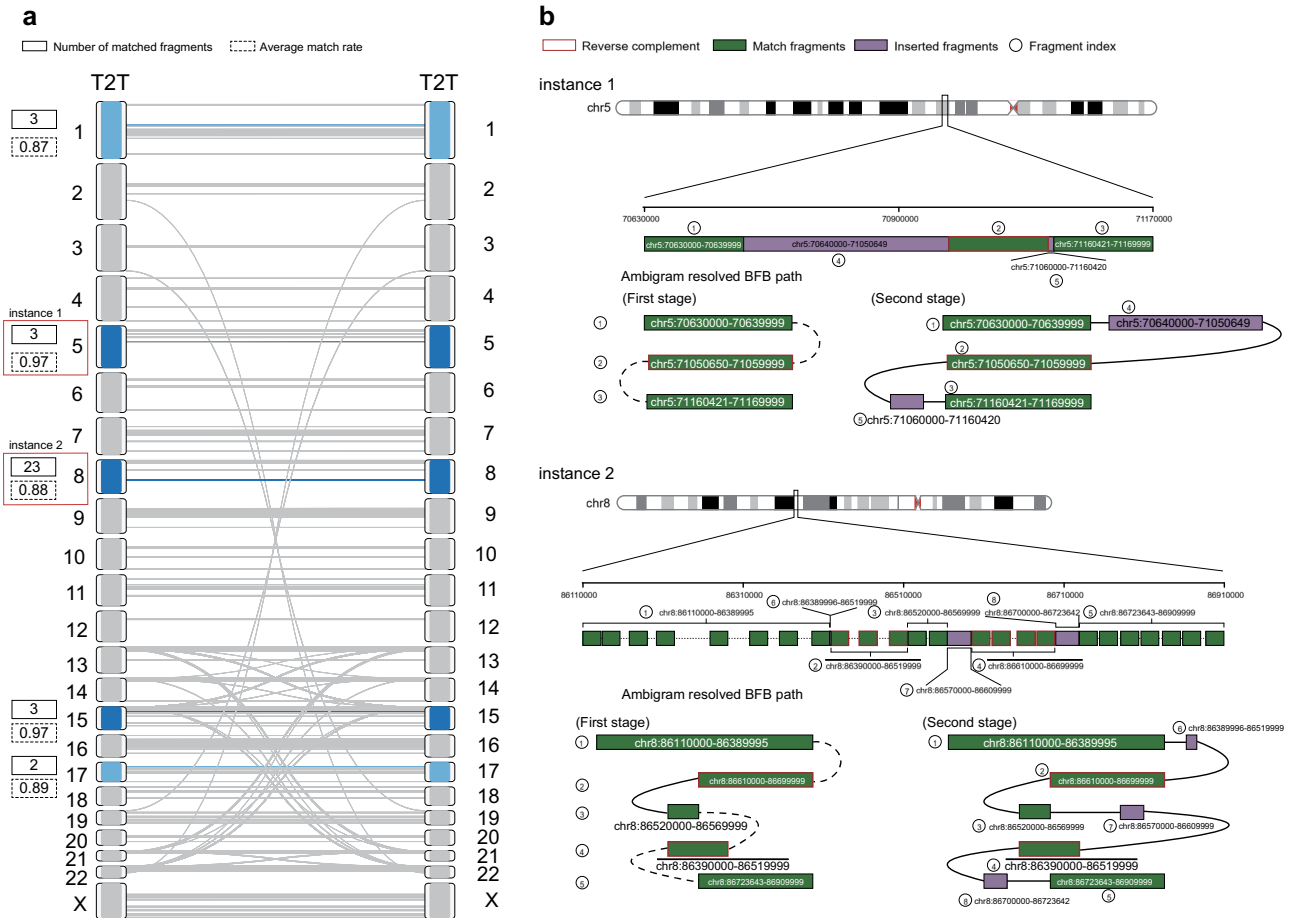 a
Number of matched fragments
Average match rate
T2T
T2T
3
0.87
1
1
2
2
3
3
4
4
instance 1
3
0.97
5
5
6
6
7
7
instance 2
23
0.88
8
8
9
9
10
10
11
11
12
12
13
13
14
14
3
0.97
15
15
16
16
2
0.89
17
17
18
18
19
19
20
20
21
21
22
22
X
X
b
Reverse complement
Match fragments
Inserted fragments
Fragment index
instance 1
chr5
70630000
70900000
71170000
1
2
3
chr5:70630000-70639999
chr5:70640000-71050649
chr5:71160421-71169999
4
chr5:71060000-71160420
5
Ambigram resolved BFB path
(First stage)
1
chr5:70630000-70639999
2
chr5:71050650-71059999
3
chr5:71160421-71169999
(Second stage)
4
1
chr5:70630000-70639999
chr5:70640000-71050649
2
chr5:71050650-71059999
3
chr5:71160421-71169999
5
chr5:71060000-71160420
instance 2
chr8
86110000
86310000
86510000
86710000
86910000
6
chr8:86389996-86519999
8
1
chr8:86110000-86389995
3
chr8:86520000-86569999
chr8:86700000-86723642
5
chr8:86723643-86909999
2
chr8:86390000-86519999
4
chr8:86610000-86699999
7
chr8:86570000-86609999
Ambigram resolved BFB path
(First stage)
1
chr8:86110000-86389995
2
chr8:86610000-86699999
3
chr8:86520000-86569999
4
chr8:86390000-86519999
5
chr8:86723643-86909999
(Second stage)
6
chr8:86389996-86519999
1
chr8:86110000-86389995
2
chr8:86610000-86699999
3
chr8:86520000-86569999
7
chr8:86570000-86609999
4
chr8:86390000-86519999
chr8:86723643-86909999
8
chr8:86700000-86723642
5